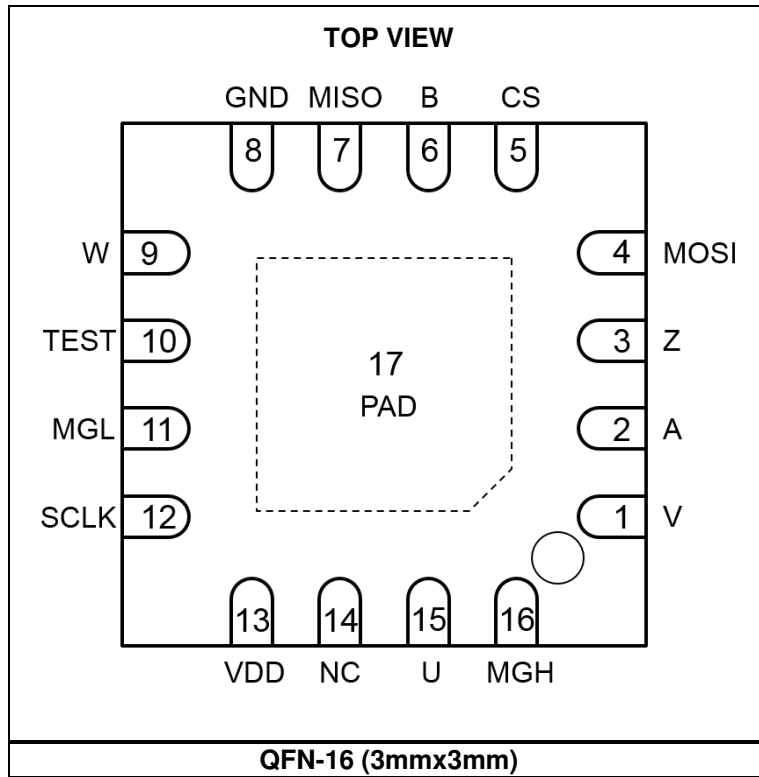 TOP VIEW
GND MISO B CS
8 7 6 5
W 9 4 MOSI
TEST 10 3 Z
17
PAD
MGL 11 2 A
SCLK 12 1 V
13 14 15 16
VDD NC U MGH
QFN-16 (3mmx3mm)